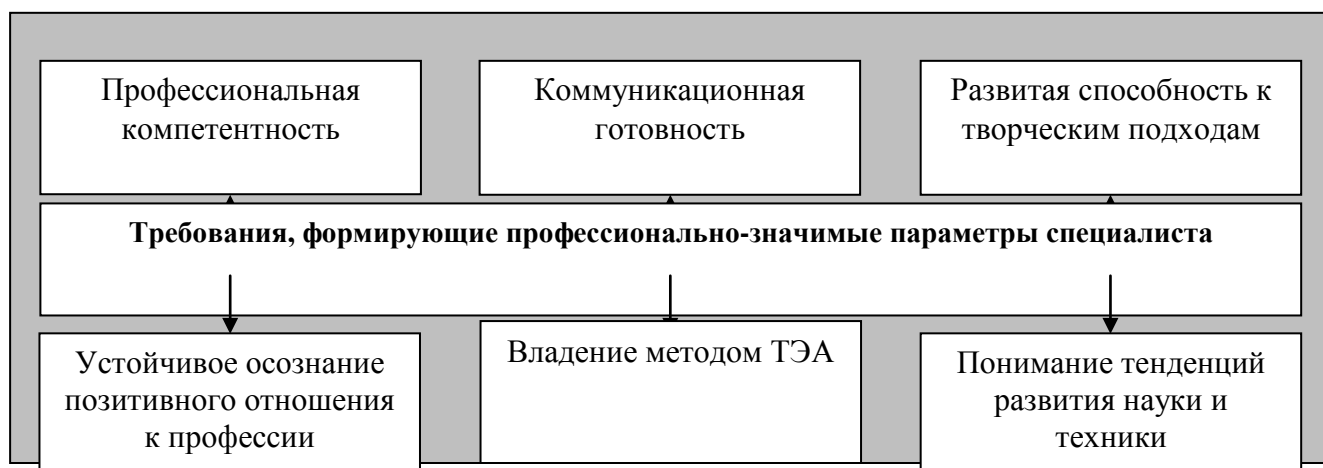 Профессиональная
компетентность
Коммуникационная
готовность
Развитая способность к
творческим подходам
Требования, формирующие профессионально-значимые параметры специалиста
Устойчивое осознание
позитивного отношения
к профессии
Владение методом ТЭА
Понимание тенденций
развития науки и
техники